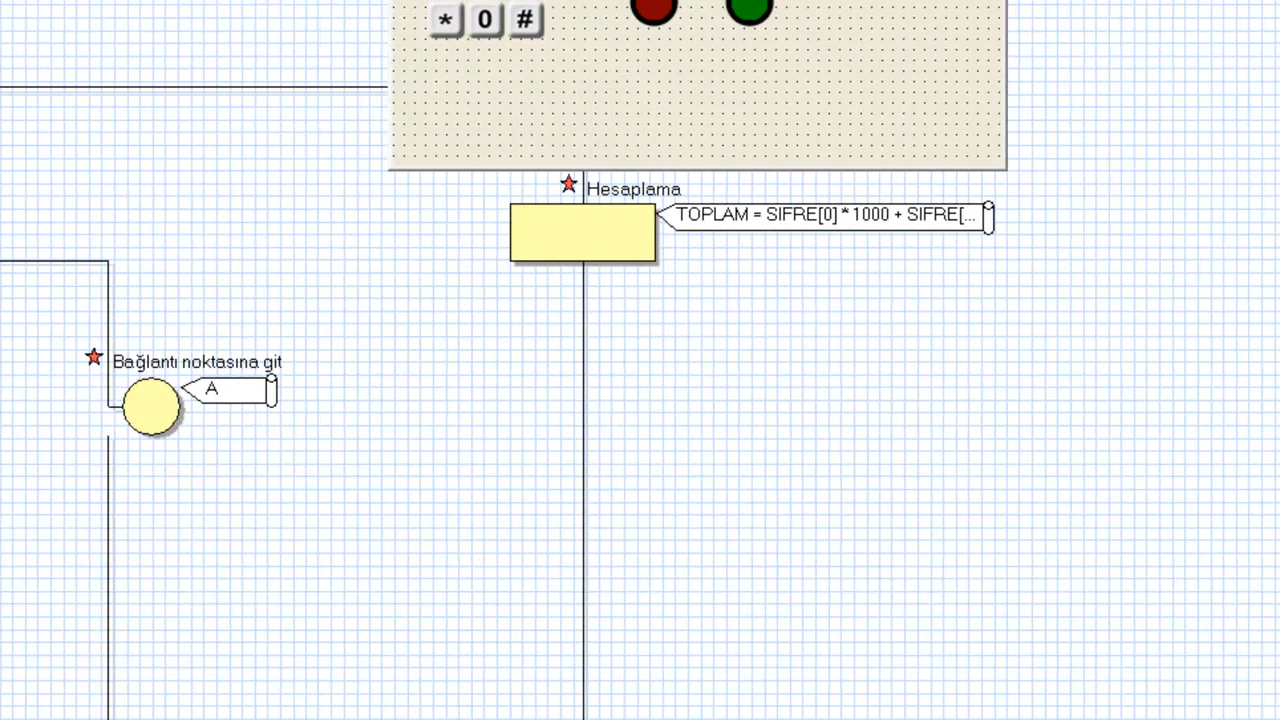 * 0 #
Hesaplama
TOPLAM = SIFRE[0] * 1000 + SIFRE[...
Bağlantı noktasına git
A